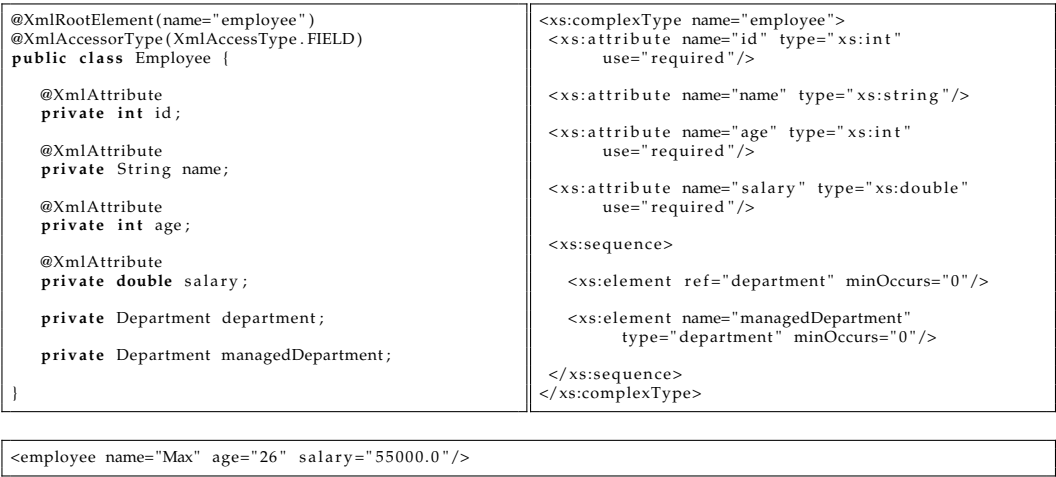 @XmlRootElement(name="employee")
@XmlAccessorType(XmlAccessType.FIELD)
public class Employee {
@XmlAttribute
private int id;
@XmlAttribute
private String name;
@XmlAttribute
private int age;
@XmlAttribute
private double salary;
private Department department;
private Department managedDepartment;
}
<xs:complexType name="employee">
<xs:attribute name="id" type="xs:int"
use="required"/>
<xs:attribute name="name" type="xs:string"/>
<xs:attribute name="age" type="xs:int"
use="required"/>
<xs:attribute name="salary" type="xs:double"
use="required"/>
<xs:sequence>
<xs:element ref="department" minOccurs="0"/>
<xs:element name="managedDepartment"
type="department" minOccurs="0"/>
</xs:sequence>
</xs:complexType>
<employee name="Max" age="26" salary="55000.0"/>